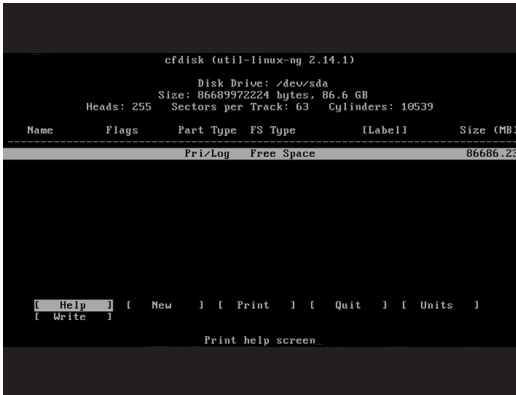 cfdisk (util-linux-ng 2.14.1)
Disk Drive: /dev/sda
Size: 86689972224 bytes, 86.6 GB
Heads: 255 Sectors per Track: 63 Cylinders: 10539
Name Flags Part Type FS Type [Label] Size (MB)
Pri/Log Free Space 86686.23
[ Help ] [ New ] [ Print ] [ Quit ] [ Units ]
[ Write ]
Print help screen